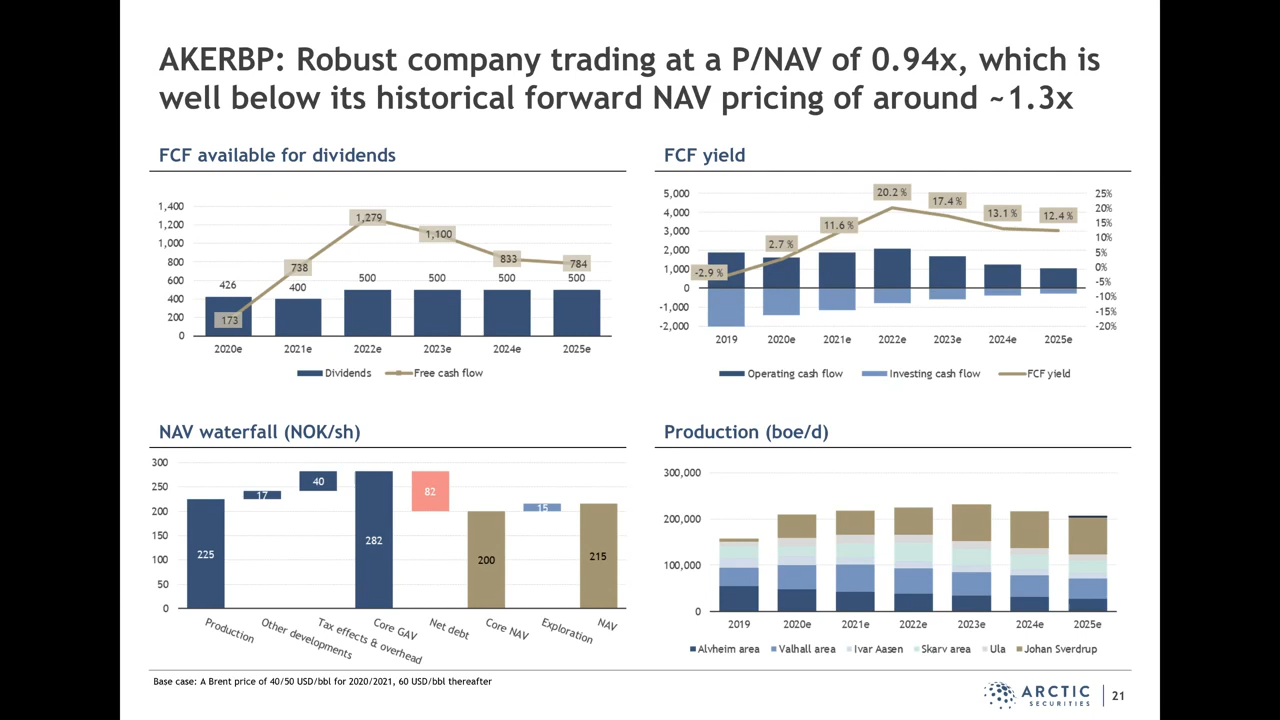 AKERBP: Robust company trading at a P/NAV of 0.94x, which is
well below its historical forward NAV pricing of around ~1.3x
FCF available for dividends
1,400
1,200
1,000
800
600
400
200
0
426
173
738
400
1,279
500
1,100
500
833
500
784
500
2020e 2021e 2022e 2023e 2024e 2025e
Dividends Free cash flow
FCF yield
5,000
4,000
3,000
2,000
1,000
0
-1,000
-2,000
25%
20%
15%
10%
5%
0%
-5%
-10%
-15%
-20%
-2.9 %
2.7 %
11.6 %
20.2 %
17.4 %
13.1 %
12.4 %
2019 2020e 2021e 2022e 2023e 2024e 2025e
Operating cash flow Investing cash flow FCF yield
NAV waterfall (NOK/sh)
300
250
200
150
100
50
0
225
17
40
282
82
200
15
215
Production
Other developments
Tax effects & overhead
Core GAV
Net debt
Core NAV
Exploration
NAV
Production (boe/d)
300,000
200,000
100,000
0
2019 2020e 2021e 2022e 2023e 2024e 2025e
Alvheim area Valhall area Ivar Aasen Skarv area Ula Johan Sverdrup
Base case: A Brent price of 40/50 USD/bbl for 2020/2021, 60 USD/bbl thereafter
ARCTIC
SECURITIES
21